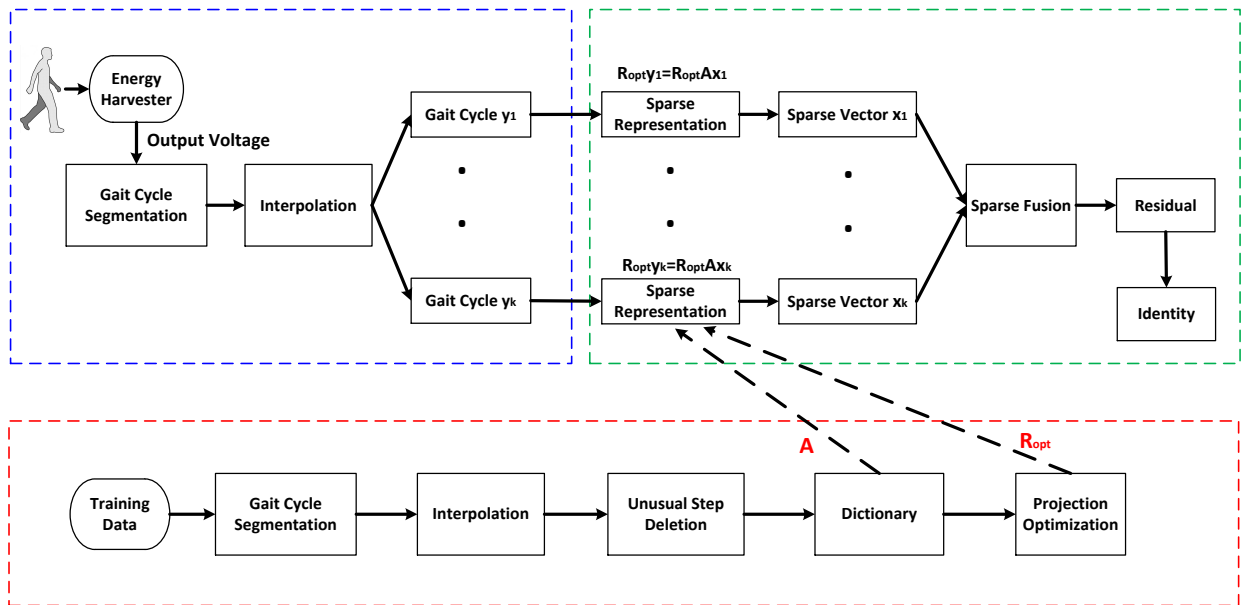 Energy
Harvester
Output Voltage
Gait Cycle
Segmentation
Interpolation
Gait Cycle y1
Gait Cycle yk
Ropty1=RoptAx1
Sparse
Representation
Sparse Vector x1
Roptyk=RoptAxk
Sparse
Representation
Sparse Vector xk
Sparse Fusion
Residual
Identity
A
Ropt
Training
Data
Gait Cycle
Segmentation
Interpolation
Unusual Step
Deletion
Dictionary
Projection
Optimization